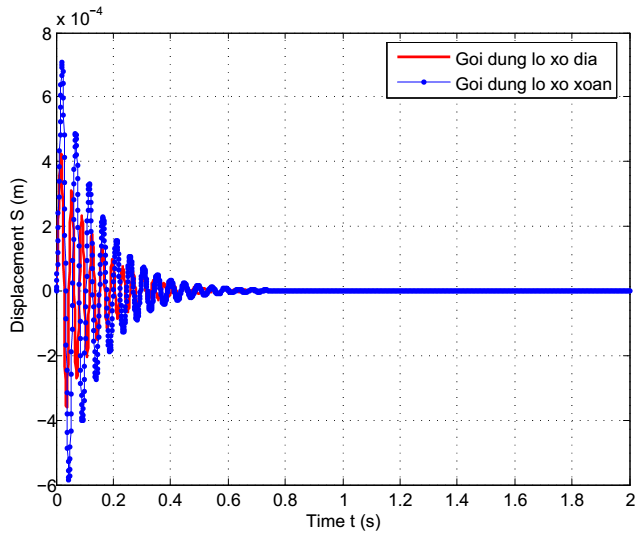 x 10⁻⁴
8
6
4
2
0
−2
−4
−6
Displacement S (m)
Goi dung lo xo dia
Goi dung lo xo xoan
0 0.2 0.4 0.6 0.8 1 1.2 1.4 1.6 1.8 2
Time t (s)